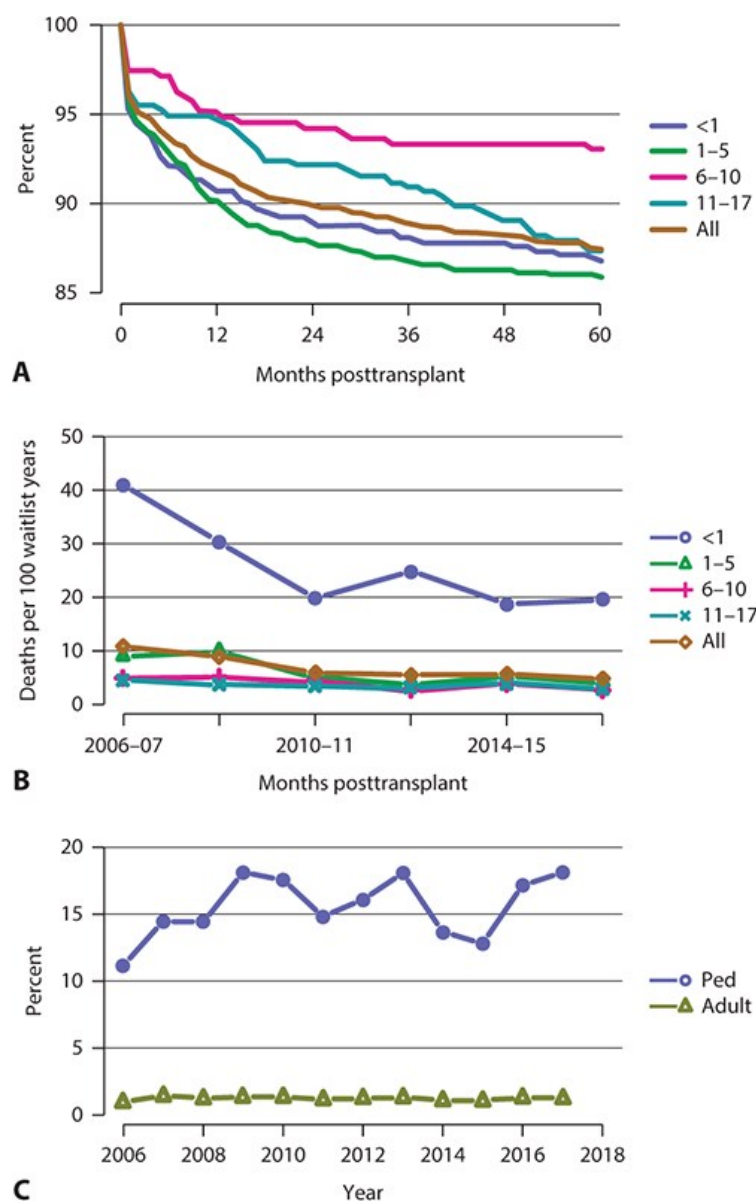 100
95
90
85
Percent
0 12 24 36 48 60
Months posttransplant
<1
1–5
6–10
11–17
All
A
50
40
30
20
10
0
Deaths per 100 waitlist years
2006–07 2010–11 2014–15
Months posttransplant
<1
1–5
6–10
11–17
All
B
20
15
10
5
0
Percent
2006 2008 2010 2012 2014 2016 2018
Year
Ped
Adult
C